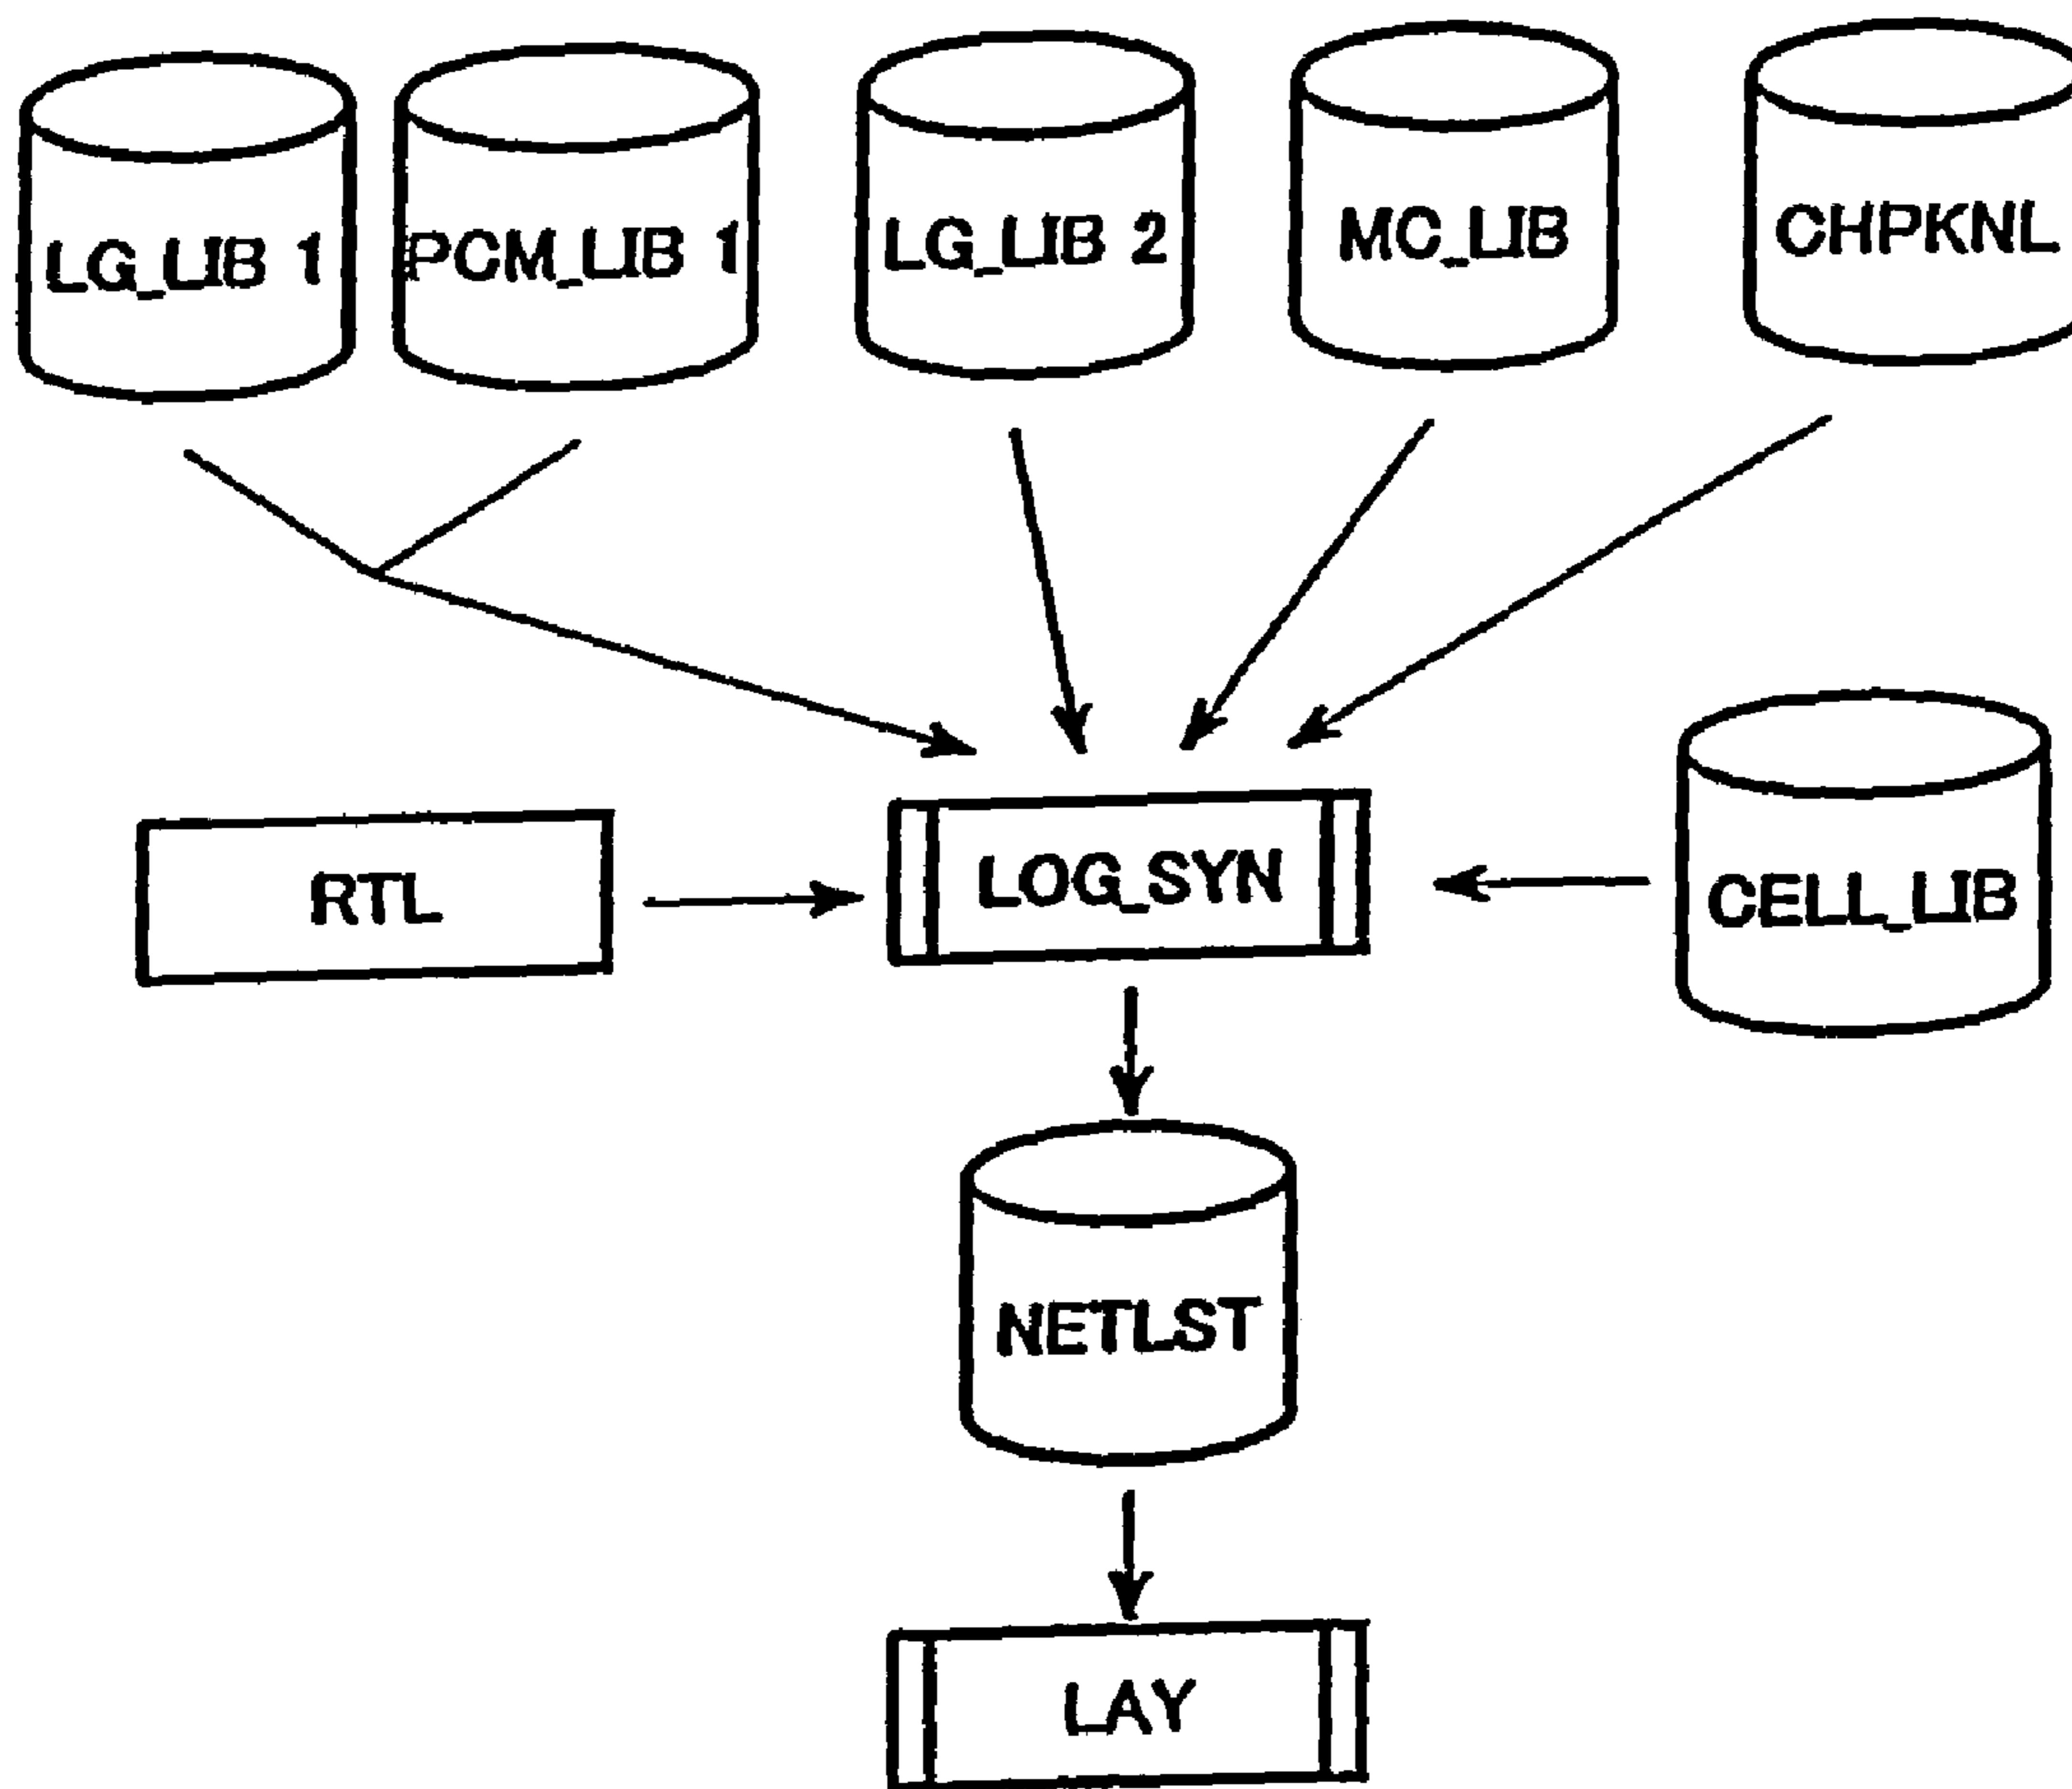 LG_LIB 1
PCM_LIB 1
LG_LIB 2
MC_LIB
CHPKNL
RTL
LOG_SYN
CELL_LIB
NETLST
LAY